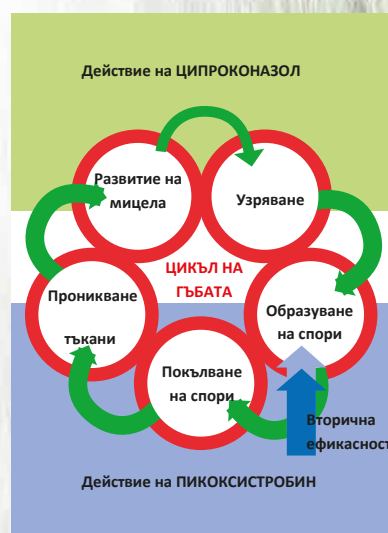 Действие на ЦИПРОКОНАЗОЛ
Развитие на
мицела
Узряване
ЦИКЪЛ НА
ГЪБАТА
Проникване
тъкани
Образуване
на спори
Покълване
на спори
Вторична
ефикасност
Действие на ПИКОКСИСТРОБИН